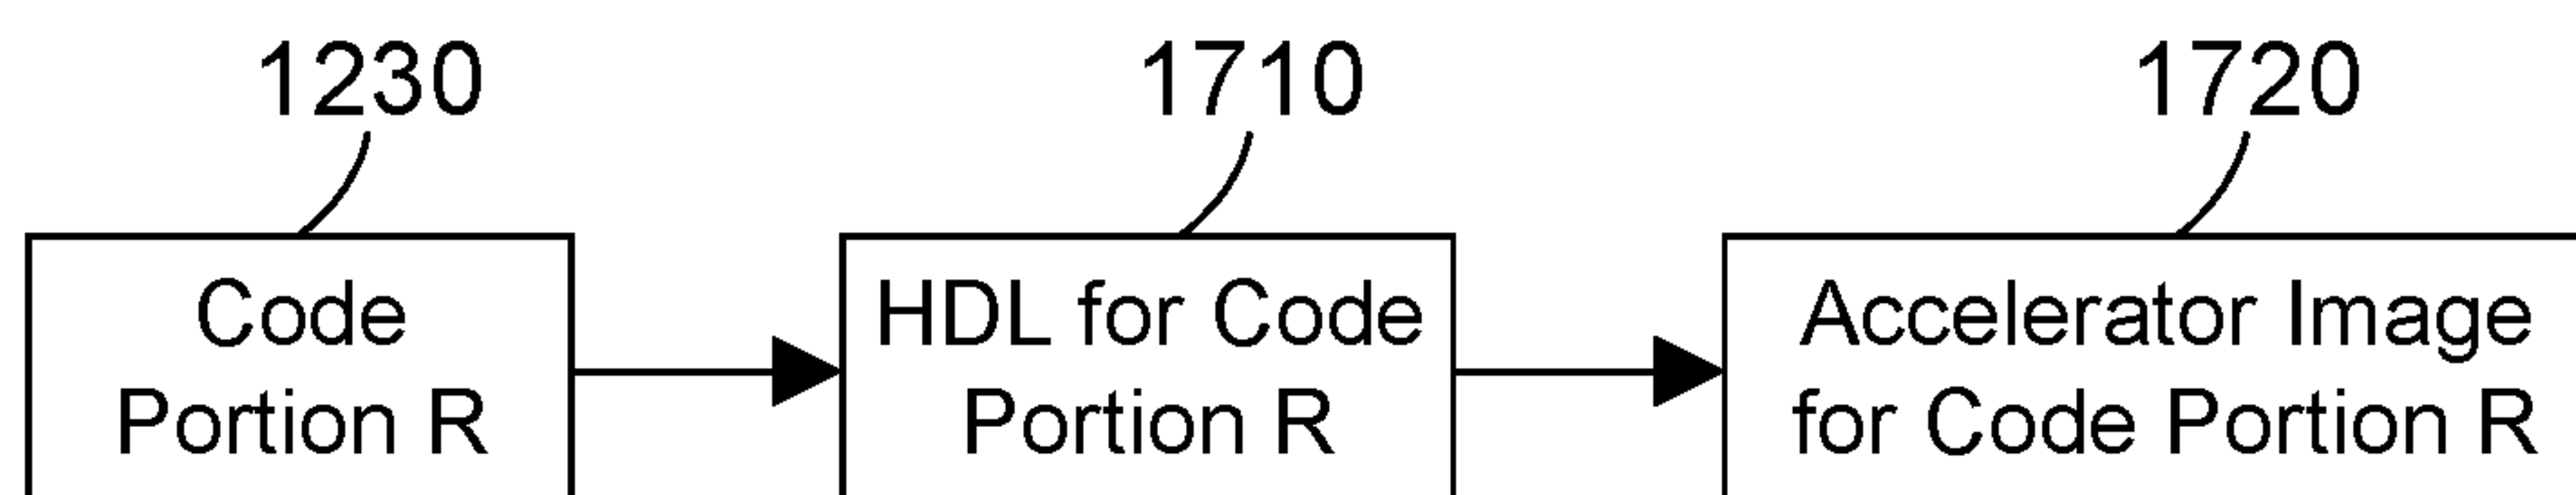 1230
1710
1720
Code
Portion R
HDL for Code
Portion R
Accelerator Image
for Code Portion R